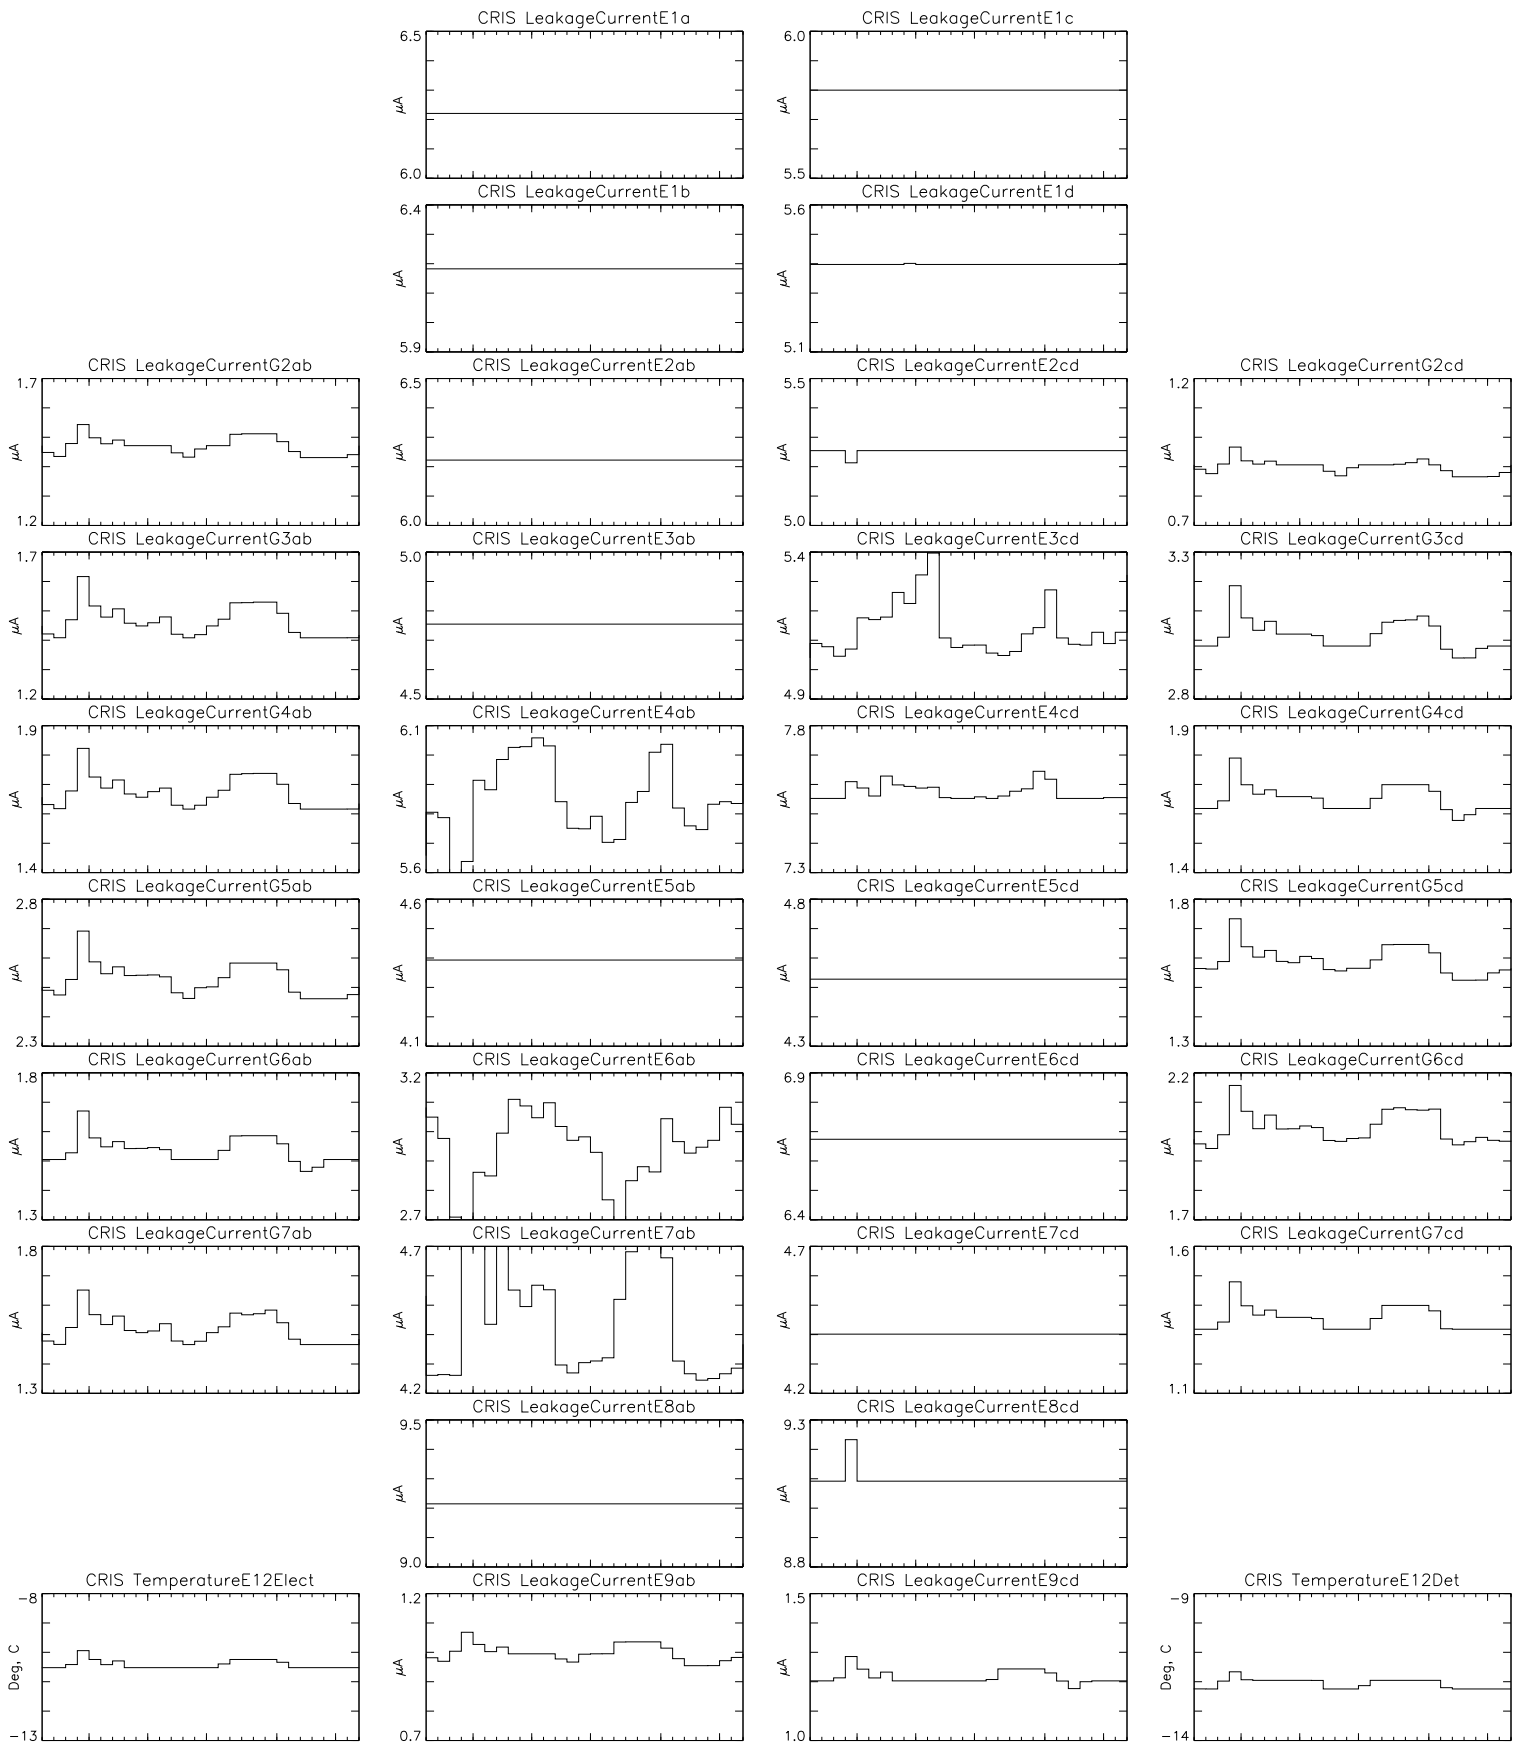 CRIS LeakageCurrentE1a
6.5
μA
6.0
CRIS LeakageCurrentE1c
6.0
μA
5.5
CRIS LeakageCurrentE1b
6.4
μA
5.9
CRIS LeakageCurrentE1d
5.6
μA
5.1
CRIS LeakageCurrentG2ab
1.7
μA
1.2
CRIS LeakageCurrentE2ab
6.5
μA
6.0
CRIS LeakageCurrentE2cd
5.5
μA
5.0
CRIS LeakageCurrentG2cd
1.2
μA
0.7
CRIS LeakageCurrentG3ab
1.7
μA
1.2
CRIS LeakageCurrentE3ab
5.0
μA
4.5
CRIS LeakageCurrentE3cd
5.4
μA
4.9
CRIS LeakageCurrentG3cd
3.3
μA
2.8
CRIS LeakageCurrentG4ab
1.9
μA
1.4
CRIS LeakageCurrentE4ab
6.1
μA
5.6
CRIS LeakageCurrentE4cd
7.8
μA
7.3
CRIS LeakageCurrentG4cd
1.9
μA
1.4
CRIS LeakageCurrentG5ab
2.8
μA
2.3
CRIS LeakageCurrentE5ab
4.6
μA
4.1
CRIS LeakageCurrentE5cd
4.8
μA
4.3
CRIS LeakageCurrentG5cd
1.8
μA
1.3
CRIS LeakageCurrentG6ab
1.8
μA
1.3
CRIS LeakageCurrentE6ab
3.2
μA
2.7
CRIS LeakageCurrentE6cd
6.9
μA
6.4
CRIS LeakageCurrentG6cd
2.2
μA
1.7
CRIS LeakageCurrentG7ab
1.8
μA
1.3
CRIS LeakageCurrentE7ab
4.7
μA
4.2
CRIS LeakageCurrentE7cd
4.7
μA
4.2
CRIS LeakageCurrentG7cd
1.6
μA
1.1
CRIS LeakageCurrentE8ab
9.5
μA
9.0
CRIS LeakageCurrentE8cd
9.3
μA
8.8
CRIS TemperatureE12Elect
-8
Deg, C
-13
CRIS LeakageCurrentE9ab
1.2
μA
0.7
CRIS LeakageCurrentE9cd
1.5
μA
1.0
CRIS TemperatureE12Det
-9
Deg, C
-14